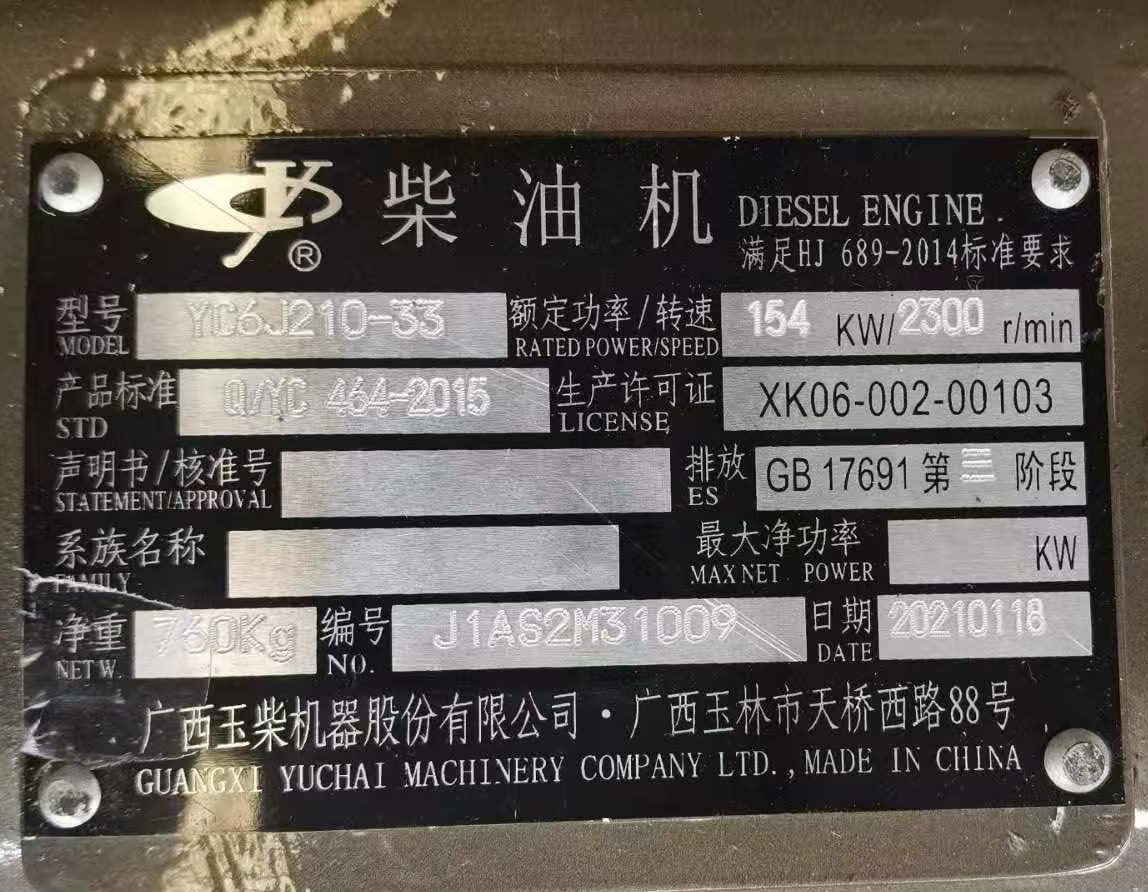 柴油机 DIESEL ENGINE
® 满足HJ 689-2014标准要求
型号 YC6J210-33 额定功率/转速 154 KW/2300 r/min
MODEL RATED POWER/SPEED
产品标准 Q/YC 464-2015 生产许可证 XK06-002-00103
STD LICENSE
声明书/核准号 排放 GB 17691 第三阶段
STATEMENT/APPROVAL ES
系族名称 最大净功率 KW
FAMILY MAX NET POWER
净重 760Kg 编号 J1AS2M31009 日期 20210118
NET W. NO. DATE
广西玉柴机器股份有限公司·广西玉林市天桥西路88号
GUANGXI YUCHAI MACHINERY COMPANY LTD.,MADE IN CHINA